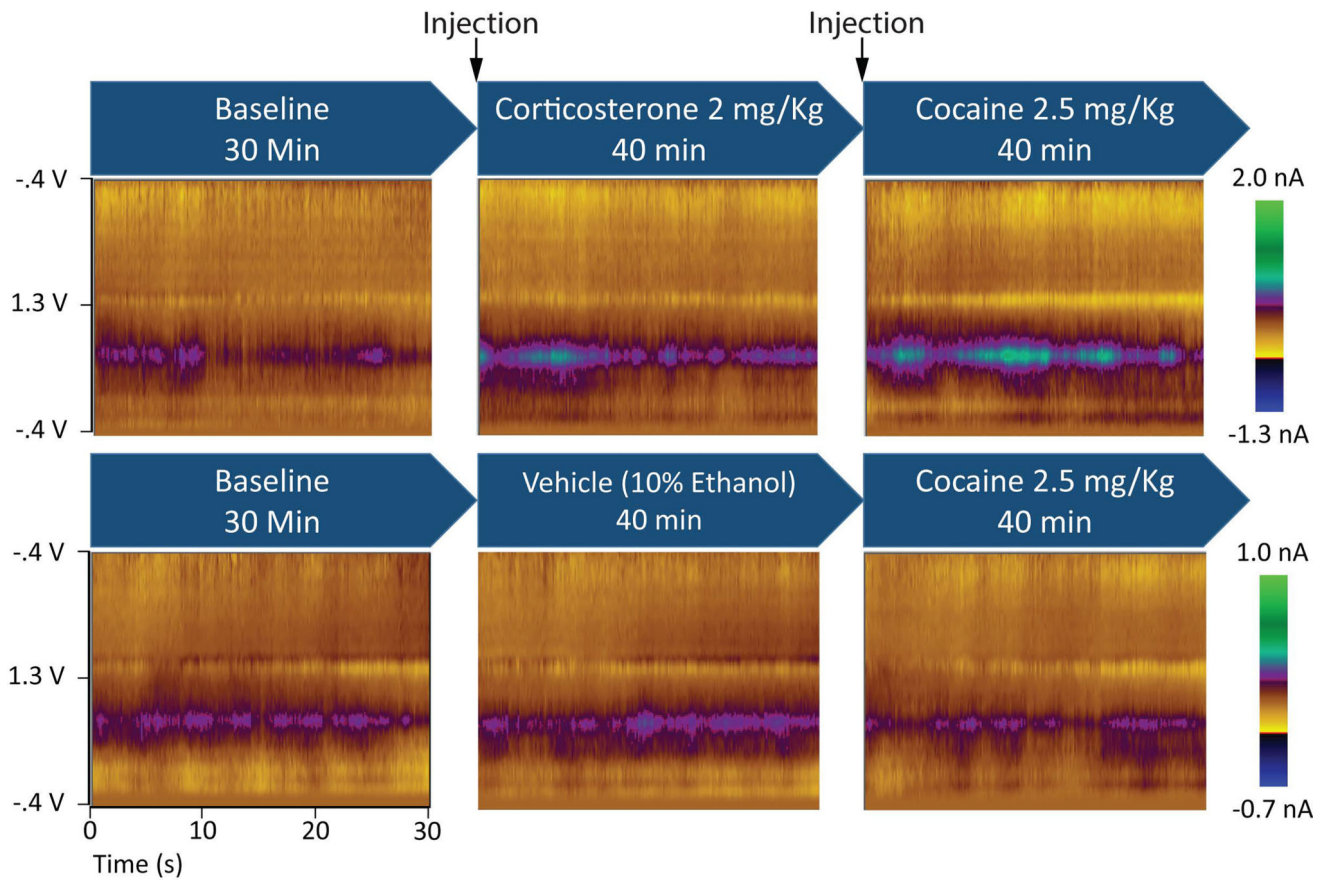 Injection
Injection
Baseline
30 Min
Corticosterone 2 mg/Kg
40 min
Cocaine 2.5 mg/Kg
40 min
-.4 V
1.3 V
-.4 V
2.0 nA
-1.3 nA
Baseline
30 Min
Vehicle (10% Ethanol)
40 min
Cocaine 2.5 mg/Kg
40 min
-.4 V
1.3 V
-.4 V
1.0 nA
-0.7 nA
0
10
20
30
Time (s)